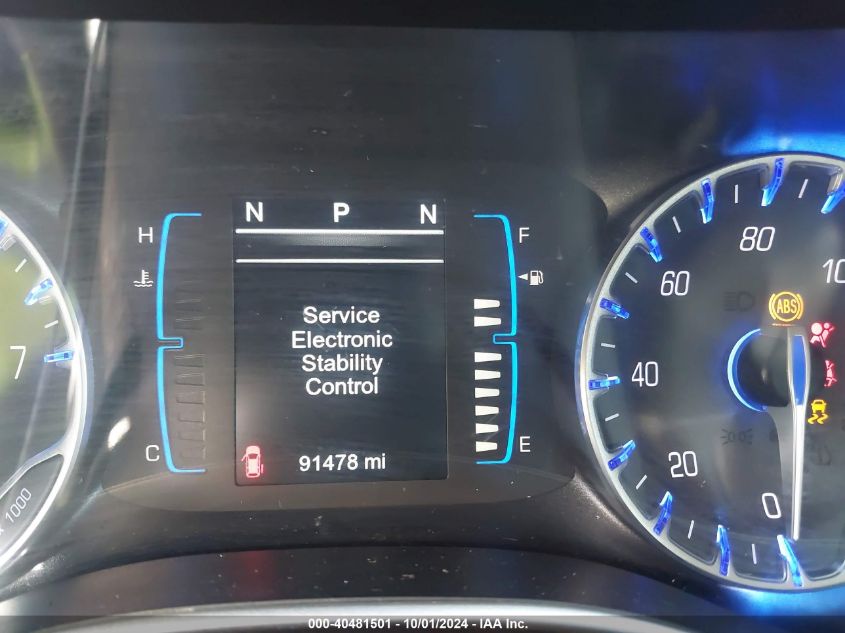 N P N
H
F
Service
Electronic
Stability
Control
C
E
91478 mi
7
x 1000
0
20
40
60
80
10
ABS
000-40481501 - 10/01/2024 - IAA Inc.